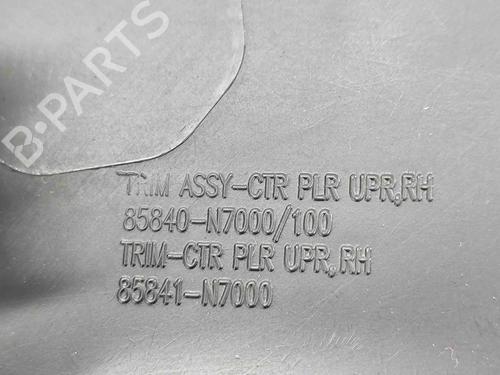 B-PARTS
TRIM ASSY-CTR PLR UPR,RH
85840-N7000/100
TRIM-CTR PLR UPR,RH
85841-N7000